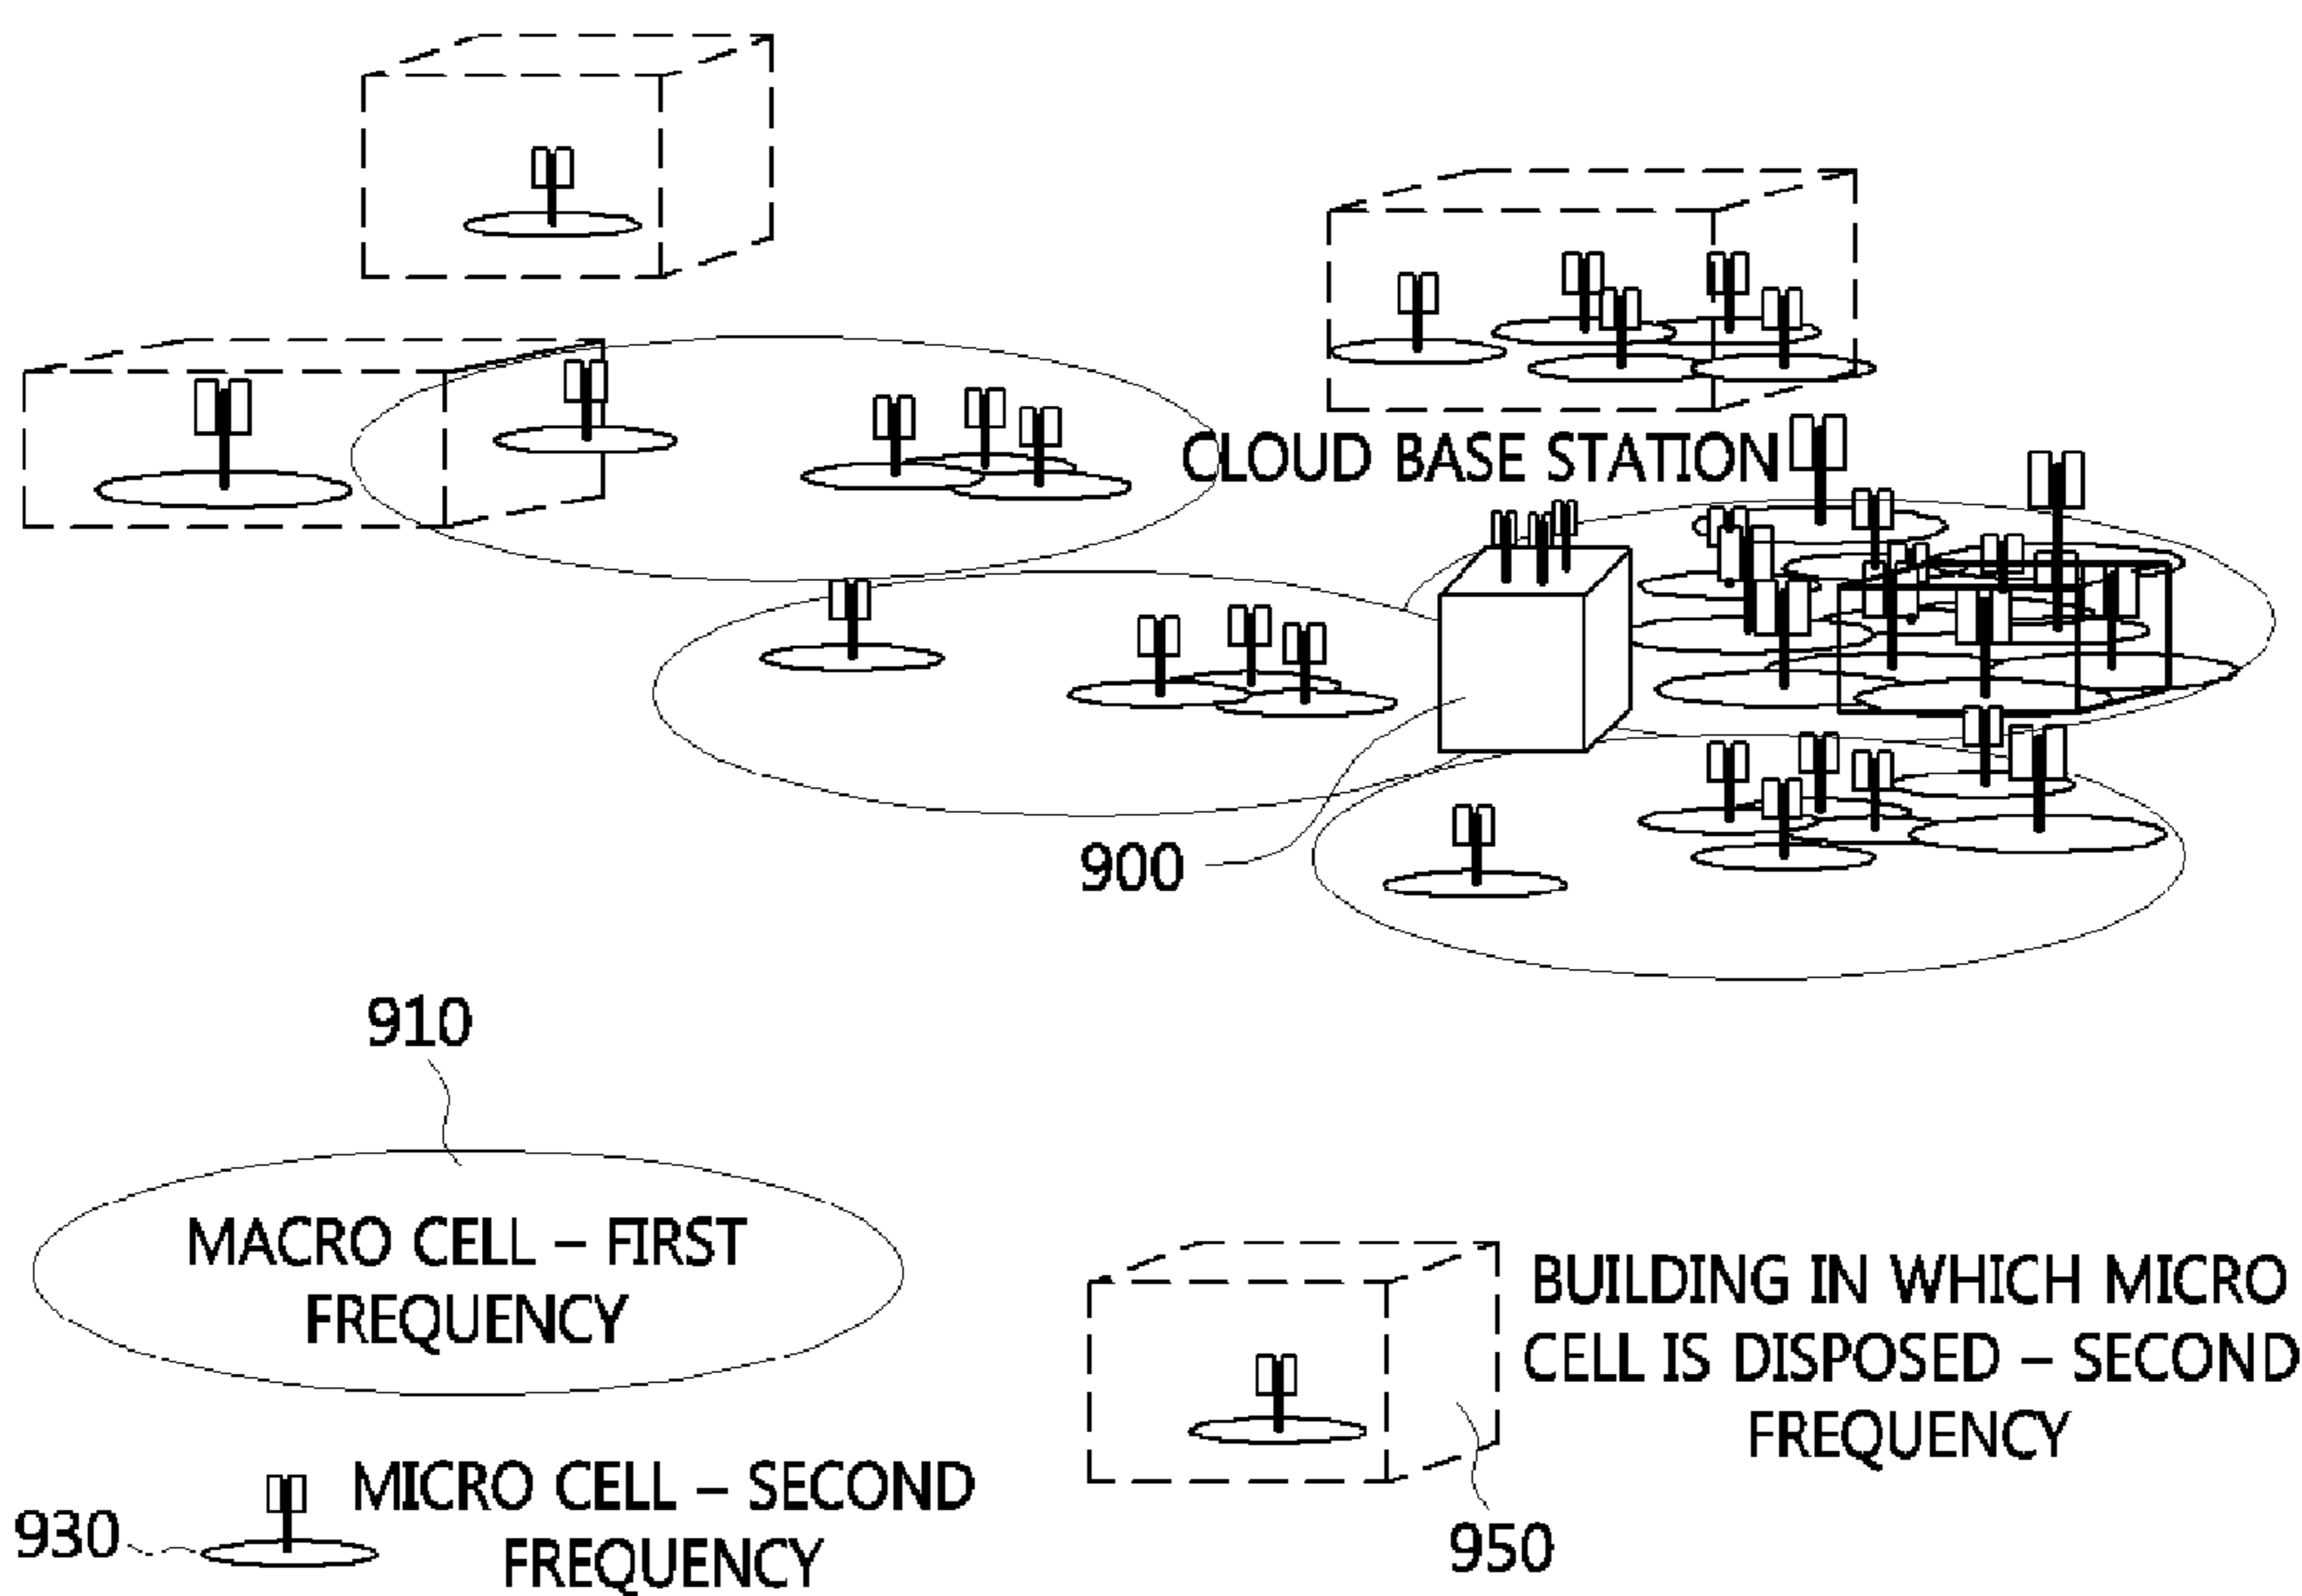 CLOUD BASE STATION
900
910
MACRO CELL – FIRST
FREQUENCY
930
MICRO CELL – SECOND
FREQUENCY
BUILDING IN WHICH MICRO
CELL IS DISPOSED – SECOND
FREQUENCY
950